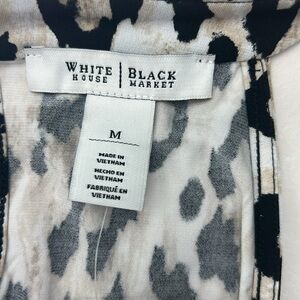 WHITE HOUSE | BLACK MARKET
M
MADE IN
VIETNAM
HECHO EN
VIETNAM
FABRIQUÉ EN
VIETNAM